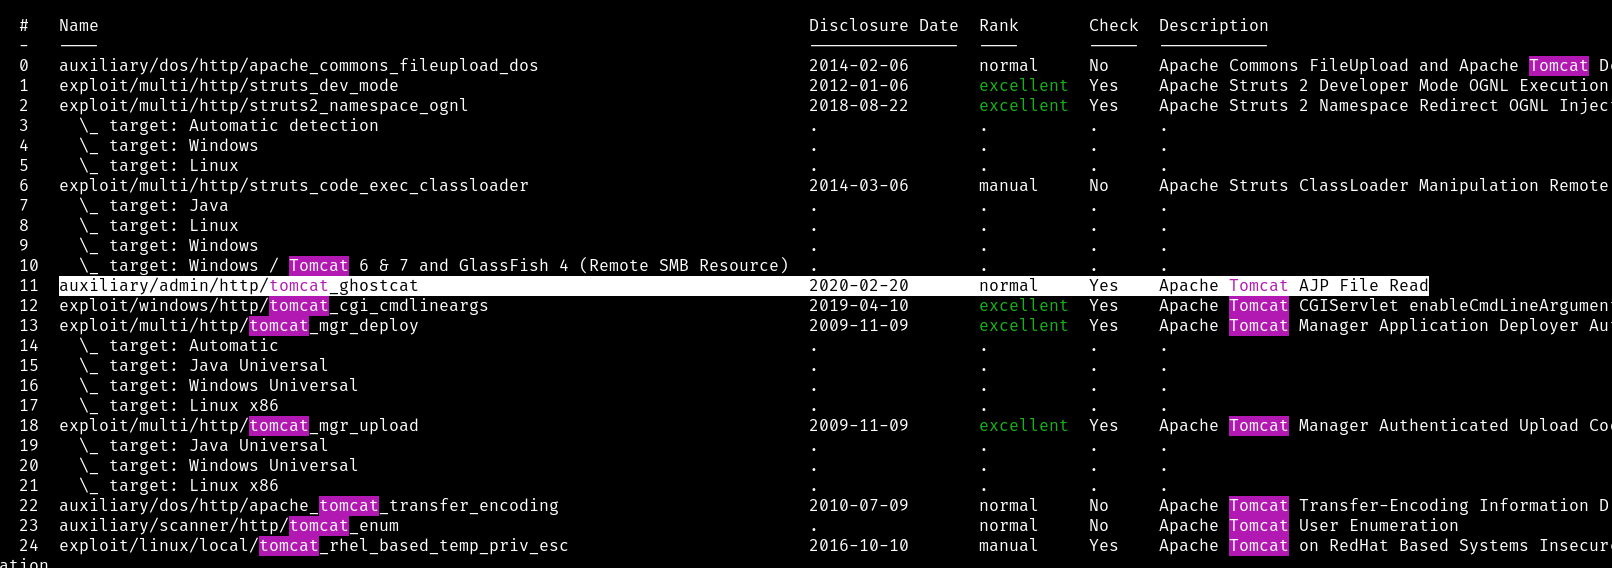 #   Name   Disclosure Date  Rank   Check  Description
-   ----   ---------------  ----   -----  -----------
0   auxiliary/dos/http/apache_commons_fileupload_dos   2014-02-06   normal   No   Apache Commons FileUpload and Apache Tomcat
1   exploit/multi/http/struts_dev_mode   2012-01-06   excellent   Yes   Apache Struts 2 Developer Mode OGNL Execution
2   exploit/multi/http/struts2_namespace_ognl   2018-08-22   excellent   Yes   Apache Struts 2 Namespace Redirect OGNL Injec
3   \_ target: Automatic detection   .   .   .   .
4   \_ target: Windows   .   .   .   .
5   \_ target: Linux   .   .   .   .
6   exploit/multi/http/struts_code_exec_classloader   2014-03-06   manual   No   Apache Struts ClassLoader Manipulation Remote
7   \_ target: Java   .   .   .   .
8   \_ target: Linux   .   .   .   .
9   \_ target: Windows   .   .   .   .
10   \_ target: Windows / Tomcat 6 & 7 and GlassFish 4 (Remote SMB Resource)   .   .   .   .
11   auxiliary/admin/http/tomcat_ghostcat   2020-02-20   normal   Yes   Apache Tomcat AJP File Read
12   exploit/windows/http/tomcat_cgi_cmdlineargs   2019-04-10   excellent   Yes   Apache Tomcat CGIServlet enableCmdLineArgumen
13   exploit/multi/http/tomcat_mgr_deploy   2009-11-09   excellent   Yes   Apache Tomcat Manager Application Deployer Au
14   \_ target: Automatic   .   .   .   .
15   \_ target: Java Universal   .   .   .   .
16   \_ target: Windows Universal   .   .   .   .
17   \_ target: Linux x86   .   .   .   .
18   exploit/multi/http/tomcat_mgr_upload   2009-11-09   excellent   Yes   Apache Tomcat Manager Authenticated Upload Co
19   \_ target: Java Universal   .   .   .   .
20   \_ target: Windows Universal   .   .   .   .
21   \_ target: Linux x86   .   .   .   .
22   auxiliary/dos/http/apache_tomcat_transfer_encoding   2010-07-09   normal   No   Apache Tomcat Transfer-Encoding Information D
23   auxiliary/scanner/http/tomcat_enum   .   normal   No   Apache Tomcat User Enumeration
24   exploit/linux/local/tomcat_rhel_based_temp_priv_esc   2016-10-10   manual   Yes   Apache Tomcat on RedHat Based Systems Insecur
ation